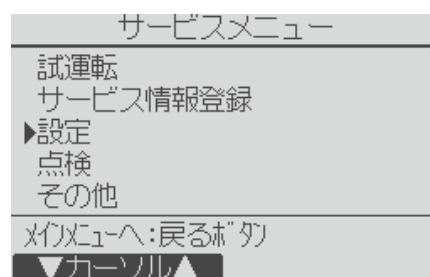 サービスメニュー
試運転
サービス情報登録
▶設定
点検
その他
ﾒｲﾝﾒﾆｭｰへ:戻るﾎﾞﾀﾝ
▼カーソル▲